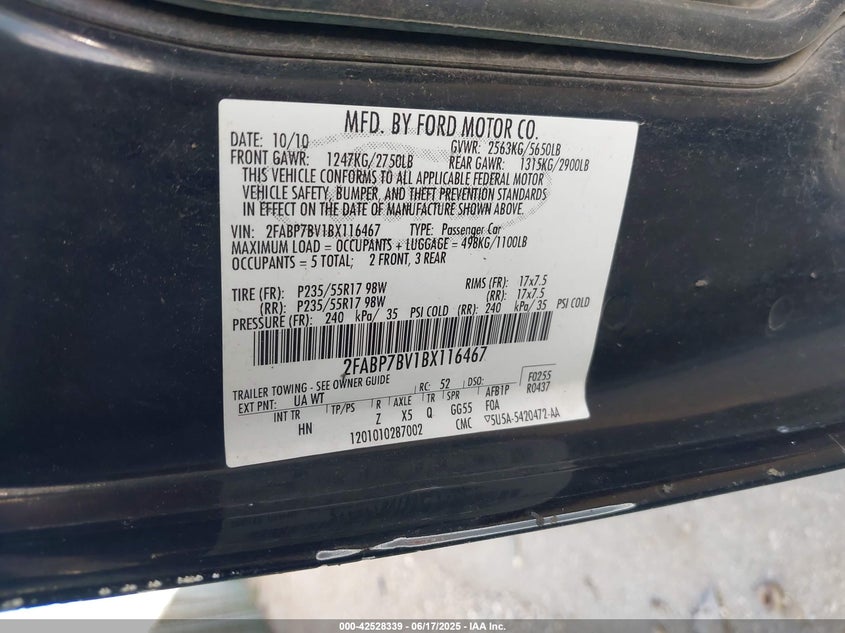 MFD. BY FORD MOTOR CO.
DATE: 10/10 GVWR: 2563KG/5650LB
FRONT GAWR: 1247KG/2750LB REAR GAWR: 1315KG/2900LB
THIS VEHICLE CONFORMS TO ALL APPLICABLE FEDERAL MOTOR
VEHICLE SAFETY, BUMPER, AND THEFT PREVENTION STANDARDS
IN EFFECT ON THE DATE OF MANUFACTURE SHOWN ABOVE.
VIN: 2FABP7BV1BX116467 TYPE: Passenger Car
MAXIMUM LOAD = OCCUPANTS + LUGGAGE = 498KG/1100LB
OCCUPANTS = 5 TOTAL; 2 FRONT, 3 REAR
TIRE (FR): P235/55R17 98W RIMS (FR): 17x7.5
(RR): P235/55R17 98W (RR): 17x7.5
PRESSURE (FR): 240 kPa/ 35 PSI COLD (RR): 240 kPa/ 35 PSI COLD
2FABP7BV1BX116467
TRAILER TOWING - SEE OWNER GUIDE
EXT PNT: UA WT RC: 52 DSO: F0255
INT TR TP/PS R AXLE TR SPR AFB1P R0437
HN Z X5 Q GG55 FOA
1201010287002 CMC ▽5U5A-5420472-AA
000-42528339 - 06/17/2025 - IAA Inc.